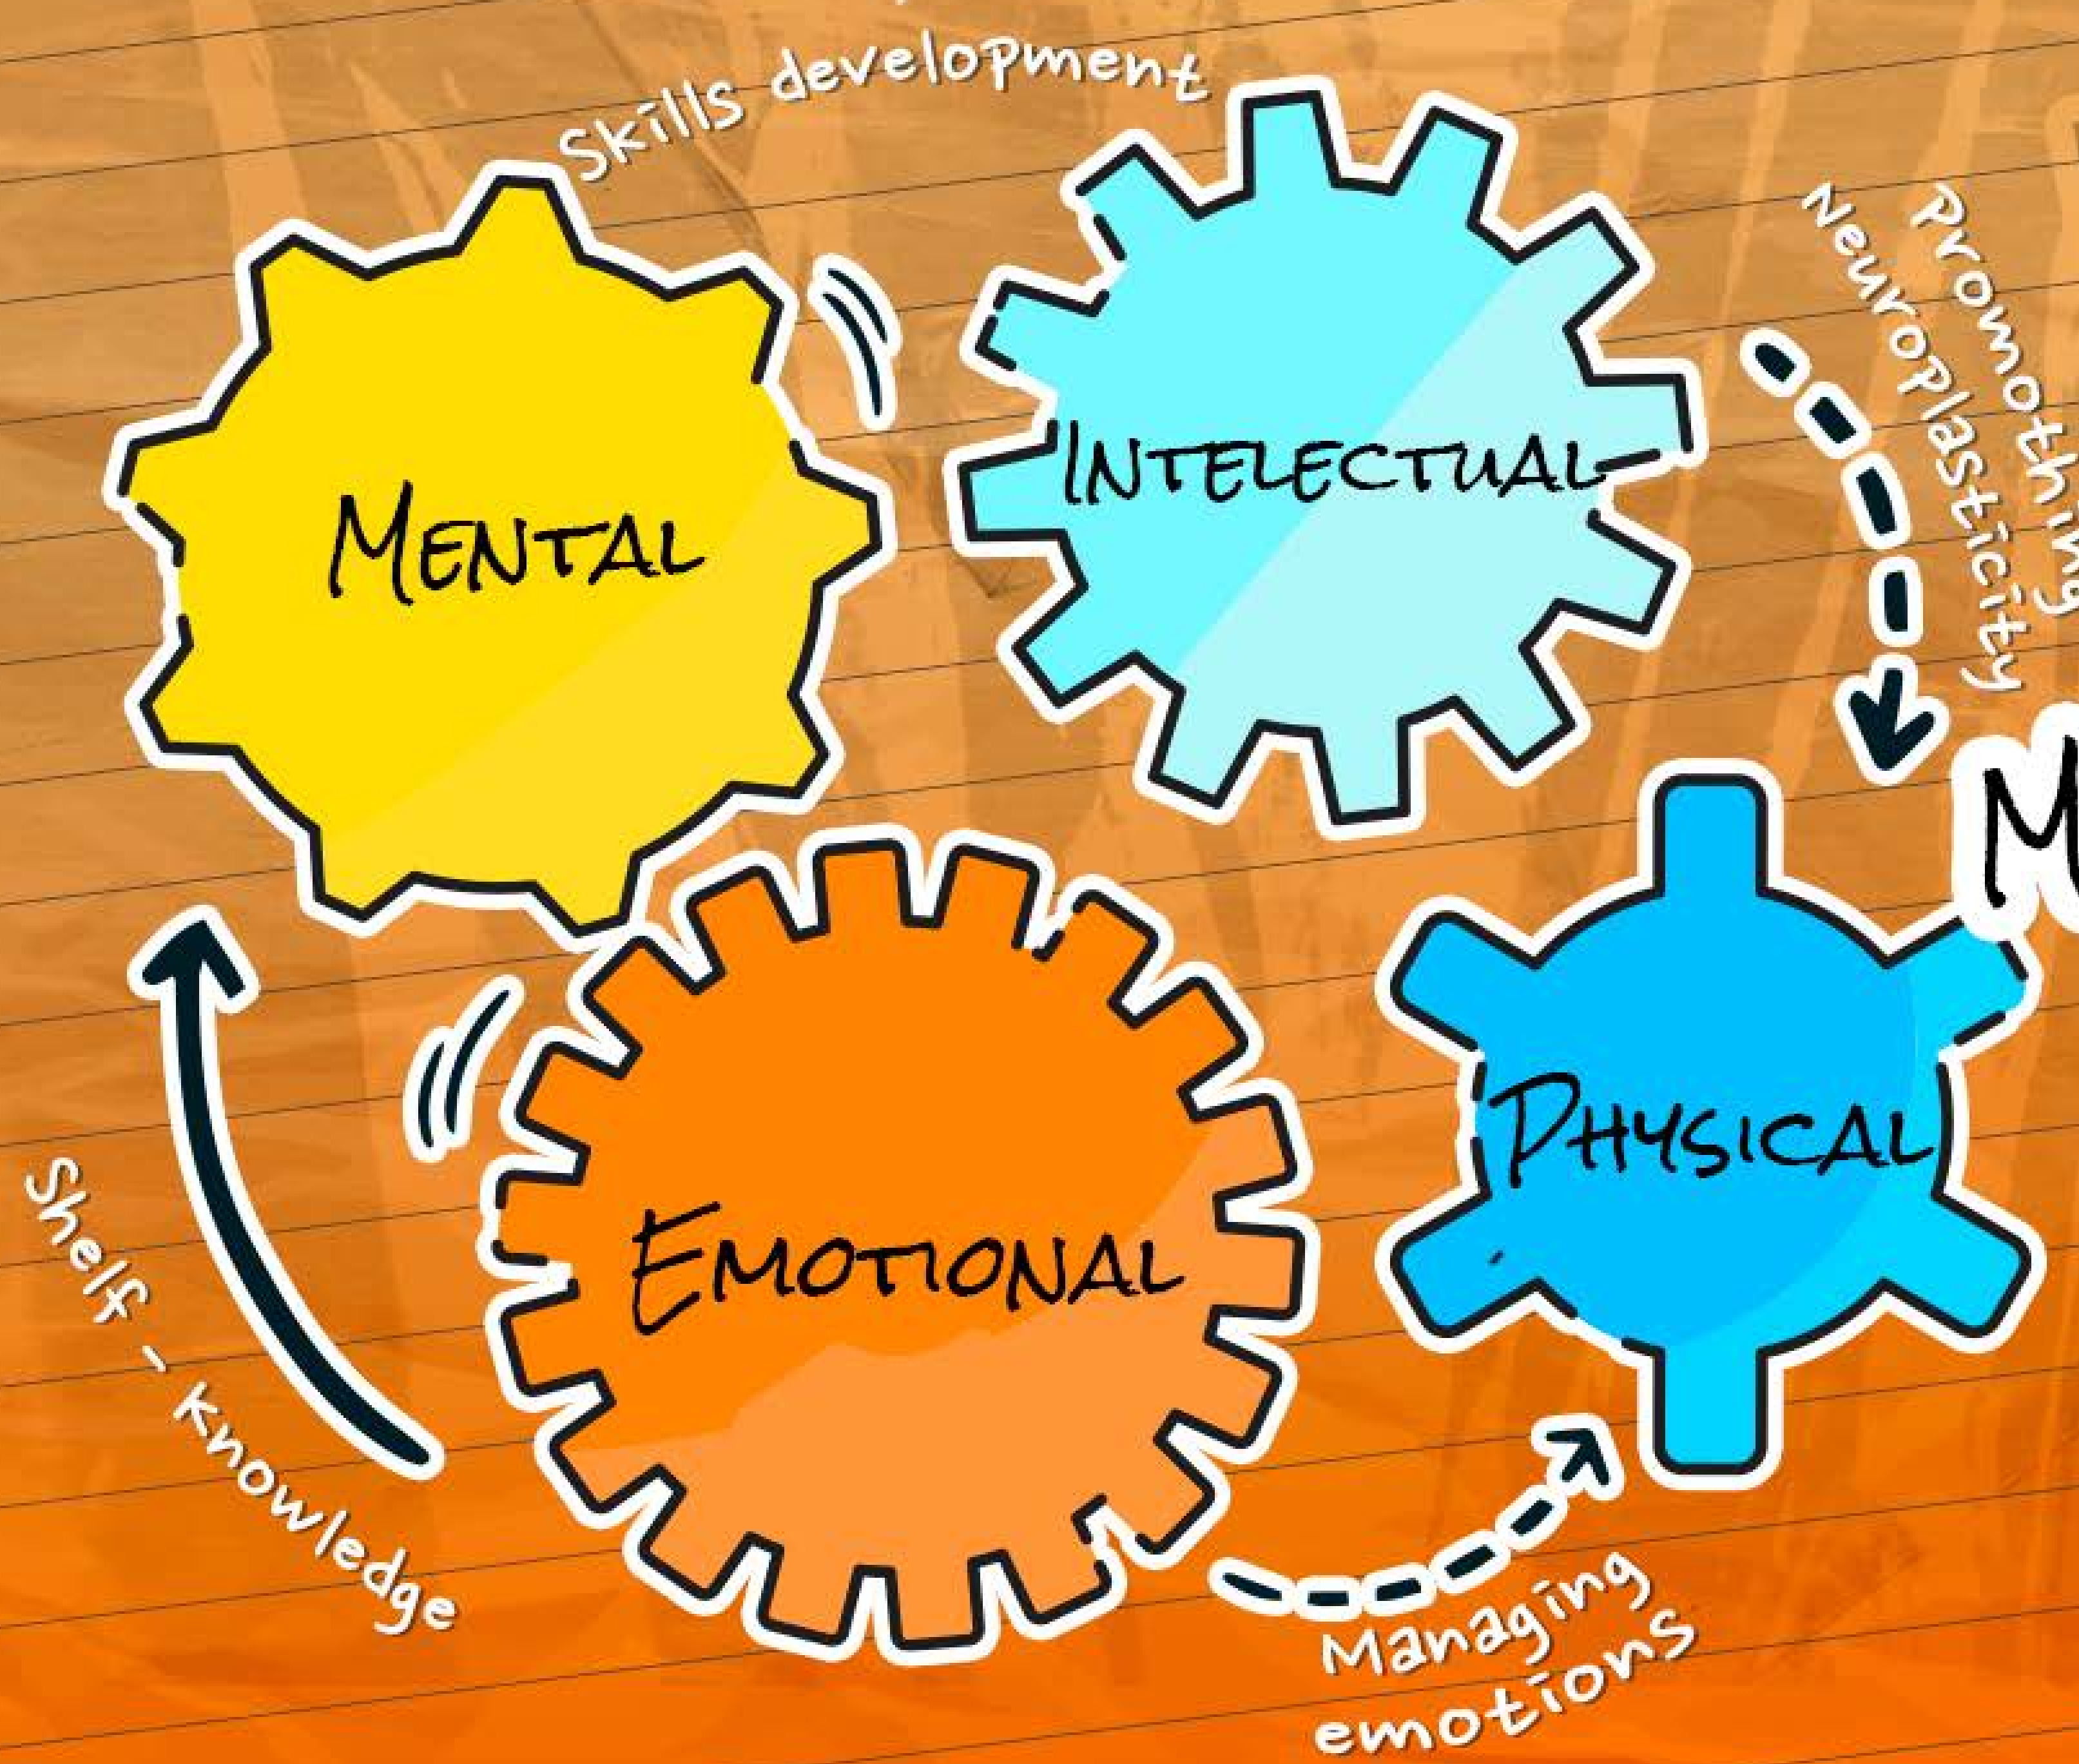 Skills development
Promothing
Neuroplasticity
Mental
Intelectual
M
Physical
Emotional
Shelf - Knowledge
Managing
emotions